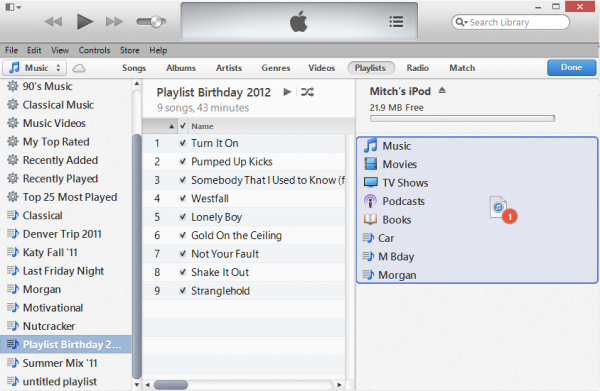 Search Library
File Edit View Controls Store Help
Music Songs Albums Artists Genres Videos Playlists Radio Match Done
90's Music
Classical Music
Music Videos
My Top Rated
Recently Added
Recently Played
Top 25 Most Played
Classical
Denver Trip 2011
Katy Fall '11
Last Friday Night
Morgan
Motivational
Nutcracker
Playlist Birthday 2...
Summer Mix '11
untitled playlist
Playlist Birthday 2012
9 songs, 43 minutes
Name
1 Turn It On
2 Pumped Up Kicks
3 Somebody That I Used to Know (f
4 Westfall
5 Lonely Boy
6 Gold On the Ceiling
7 Not Your Fault
8 Shake It Out
9 Stranglehold
Mitch's iPod
21.9 MB Free
Music
Movies
TV Shows
Podcasts
Books
Car
M Bday
Morgan
1